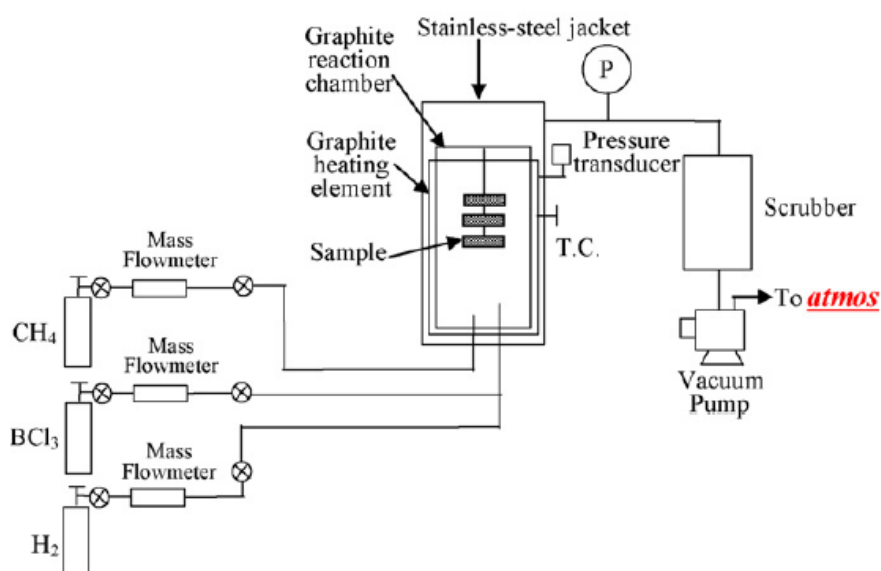 Stainless-steel jacket
Graphite
reaction
chamber
P
Graphite
heating
element
Pressure
transducer
Scrubber
Sample
T.C.
Mass
Flowmeter
CH4
To atmos
Mass
Flowmeter
Vacuum
Pump
BCl3
Mass
Flowmeter
H2